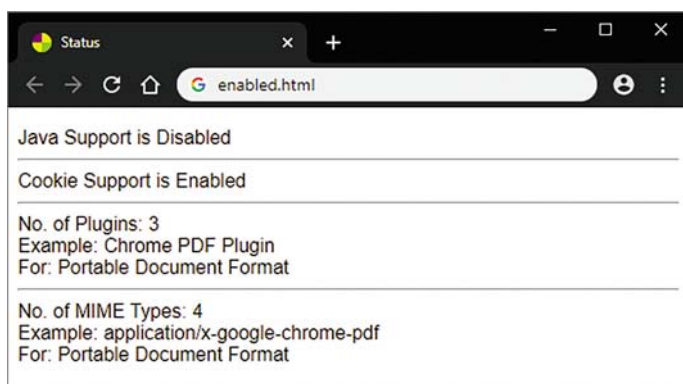 Status
enabled.html
Java Support is Disabled
Cookie Support is Enabled
No. of Plugins: 3
Example: Chrome PDF Plugin
For: Portable Document Format
No. of MIME Types: 4
Example: application/x-google-chrome-pdf
For: Portable Document Format